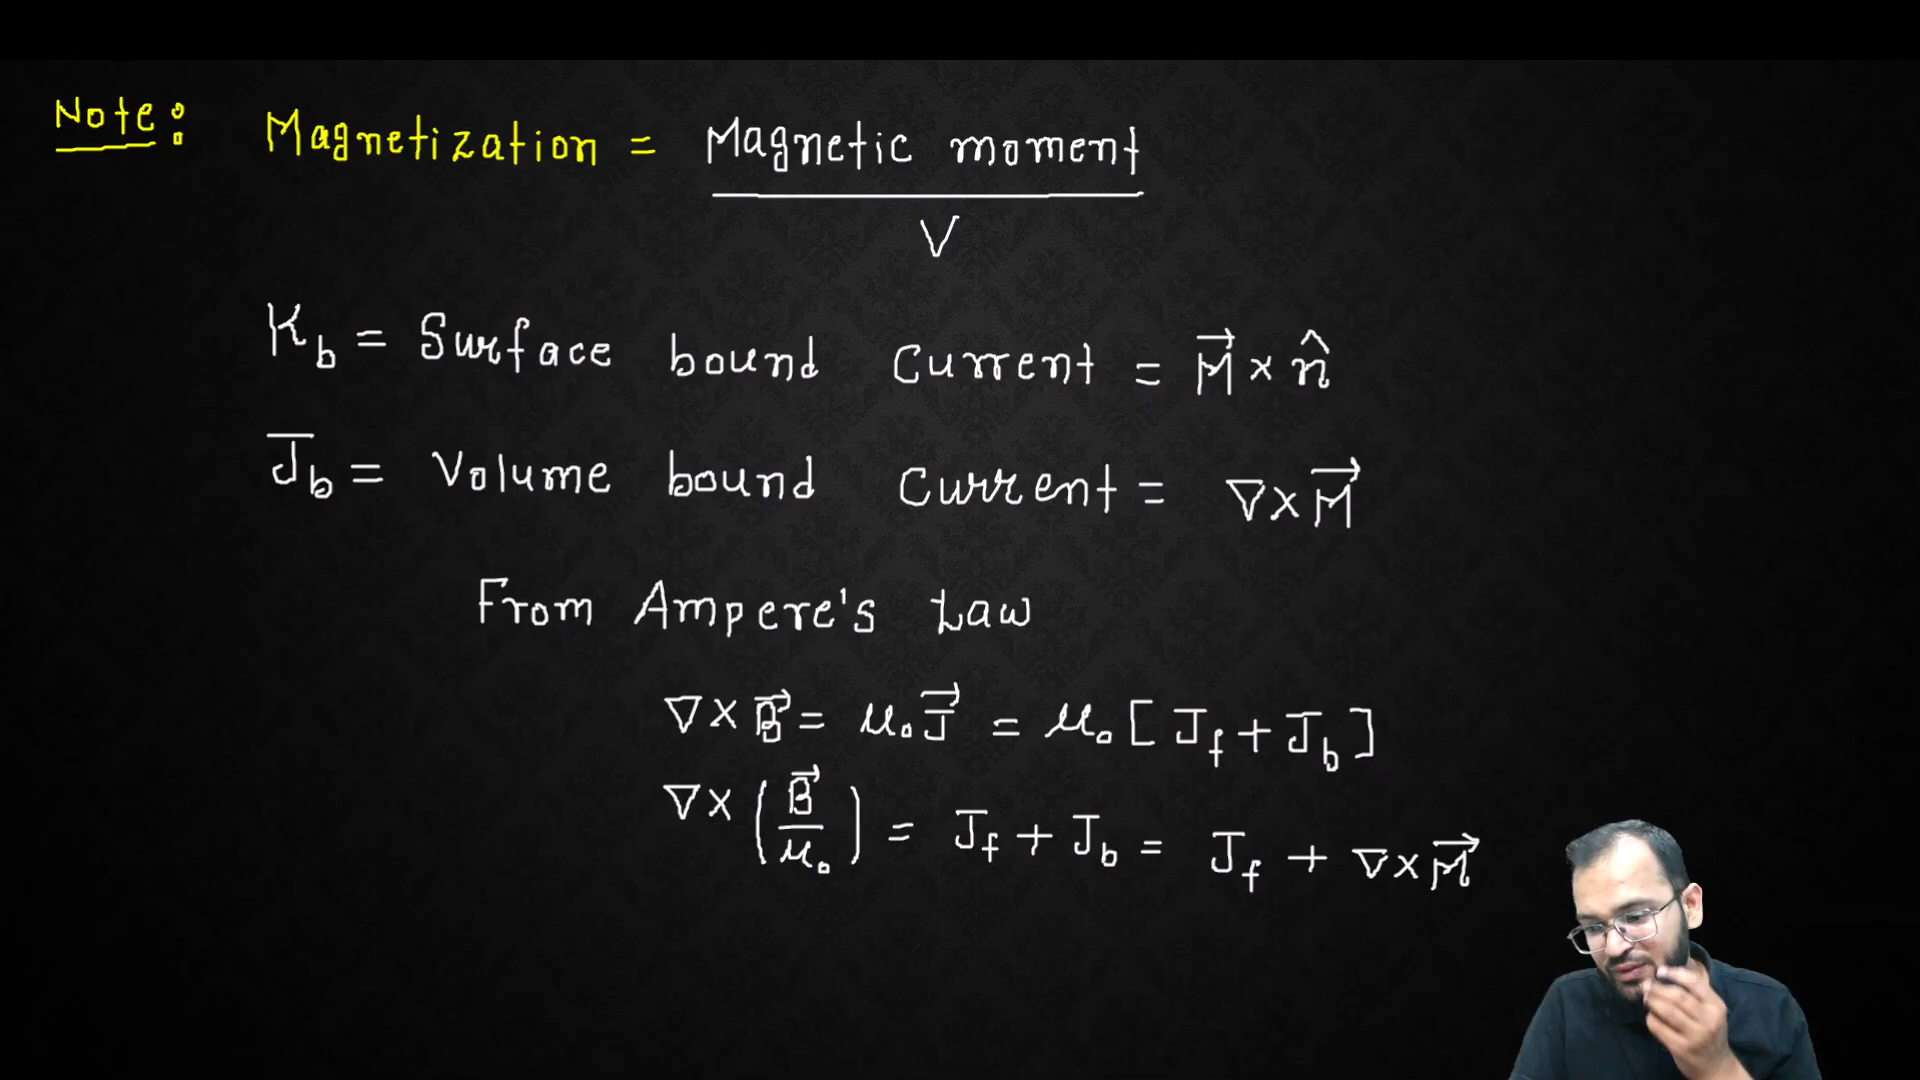 Note: Magnetization = Magnetic moment / V
K_b = Surface bound current = M⃗ × n̂
J̅_b = Volume bound current = ∇×M⃗
From Ampere's Law
∇×B⃗ = μ₀J⃗ = μ₀[J_f + J_b]
∇×(B⃗/μ₀) = J_f + J_b = J_f + ∇×M⃗